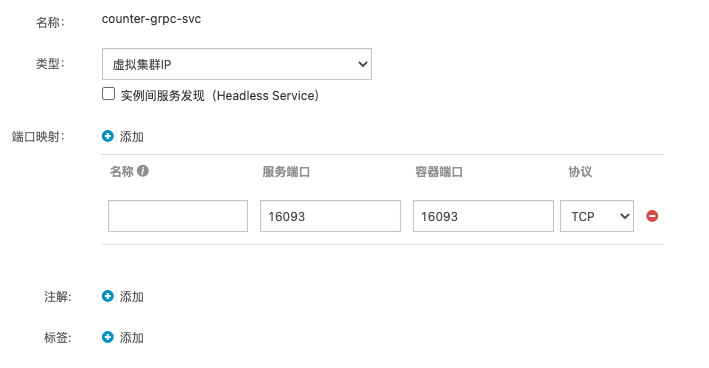 名称： counter-grpc-svc
类型： 虚拟集群IP
实例间服务发现（Headless Service）
端口映射： 添加
名称 服务端口 容器端口 协议
16093 16093 TCP
注解： 添加
标签： 添加